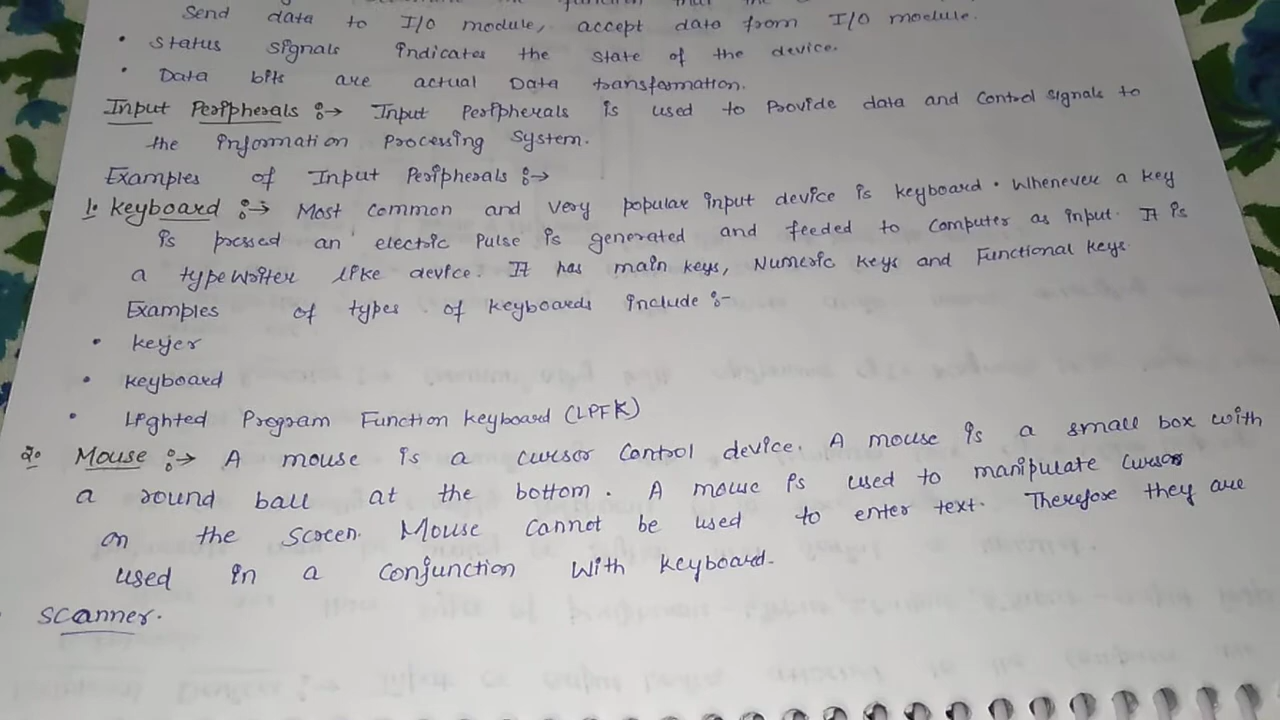 function that the
Send data to I/O module, accept data from I/O module.
• Status signals indicates the state of the device.
• Data bits are actual Data transformation.
Input Peripherals :→ Input Peripherals is used to Provide data and Control signals to
the information Processing System.
Examples of Input Peripherals :→
1. Keyboard :→ Most common and very popular input device is keyboard. Whenever a key
is pressed an electric pulse is generated and feeded to computer as input. It is
a typewriter like device. It has main keys, Numeric keys and Functional keys.
Examples of types of keyboards include :-
• keyer
• keyboard
• Lighted Program Function keyboard (LPFK)
2. Mouse :→ A mouse is a cursor control device. A mouse is a small box with
a round ball at the bottom. A mouse is used to manipulate cursor
on the screen. Mouse cannot be used to enter text. Therefore they are
used in a conjunction with keyboard.
Scanner.